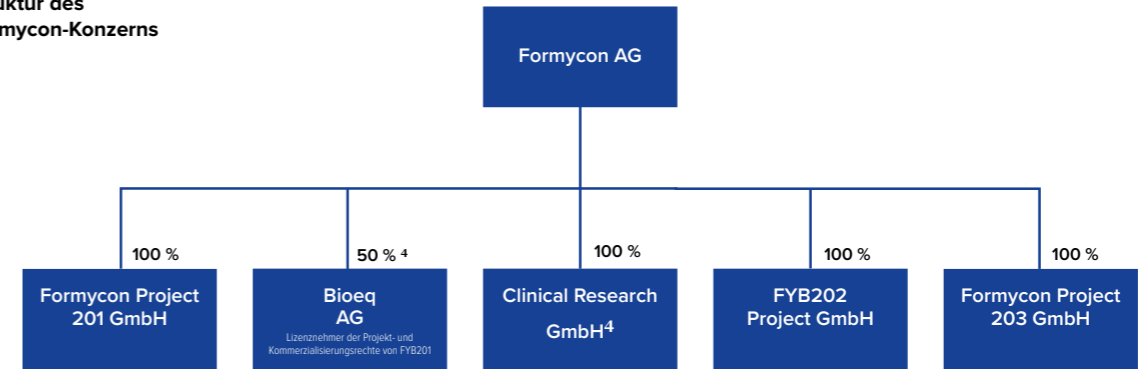 uktur des
mycon-Konzerns
Formycon AG
100 %
50 % ⁴
100 %
100 %
100 %
Formycon Project
201 GmbH
Bioeq
AG
Lizenznehmer der Projekt- und
Kommerzialisierungsrechte von FYB201
Clinical Research
GmbH⁴
FYB202
Project GmbH
Formycon Project
203 GmbH